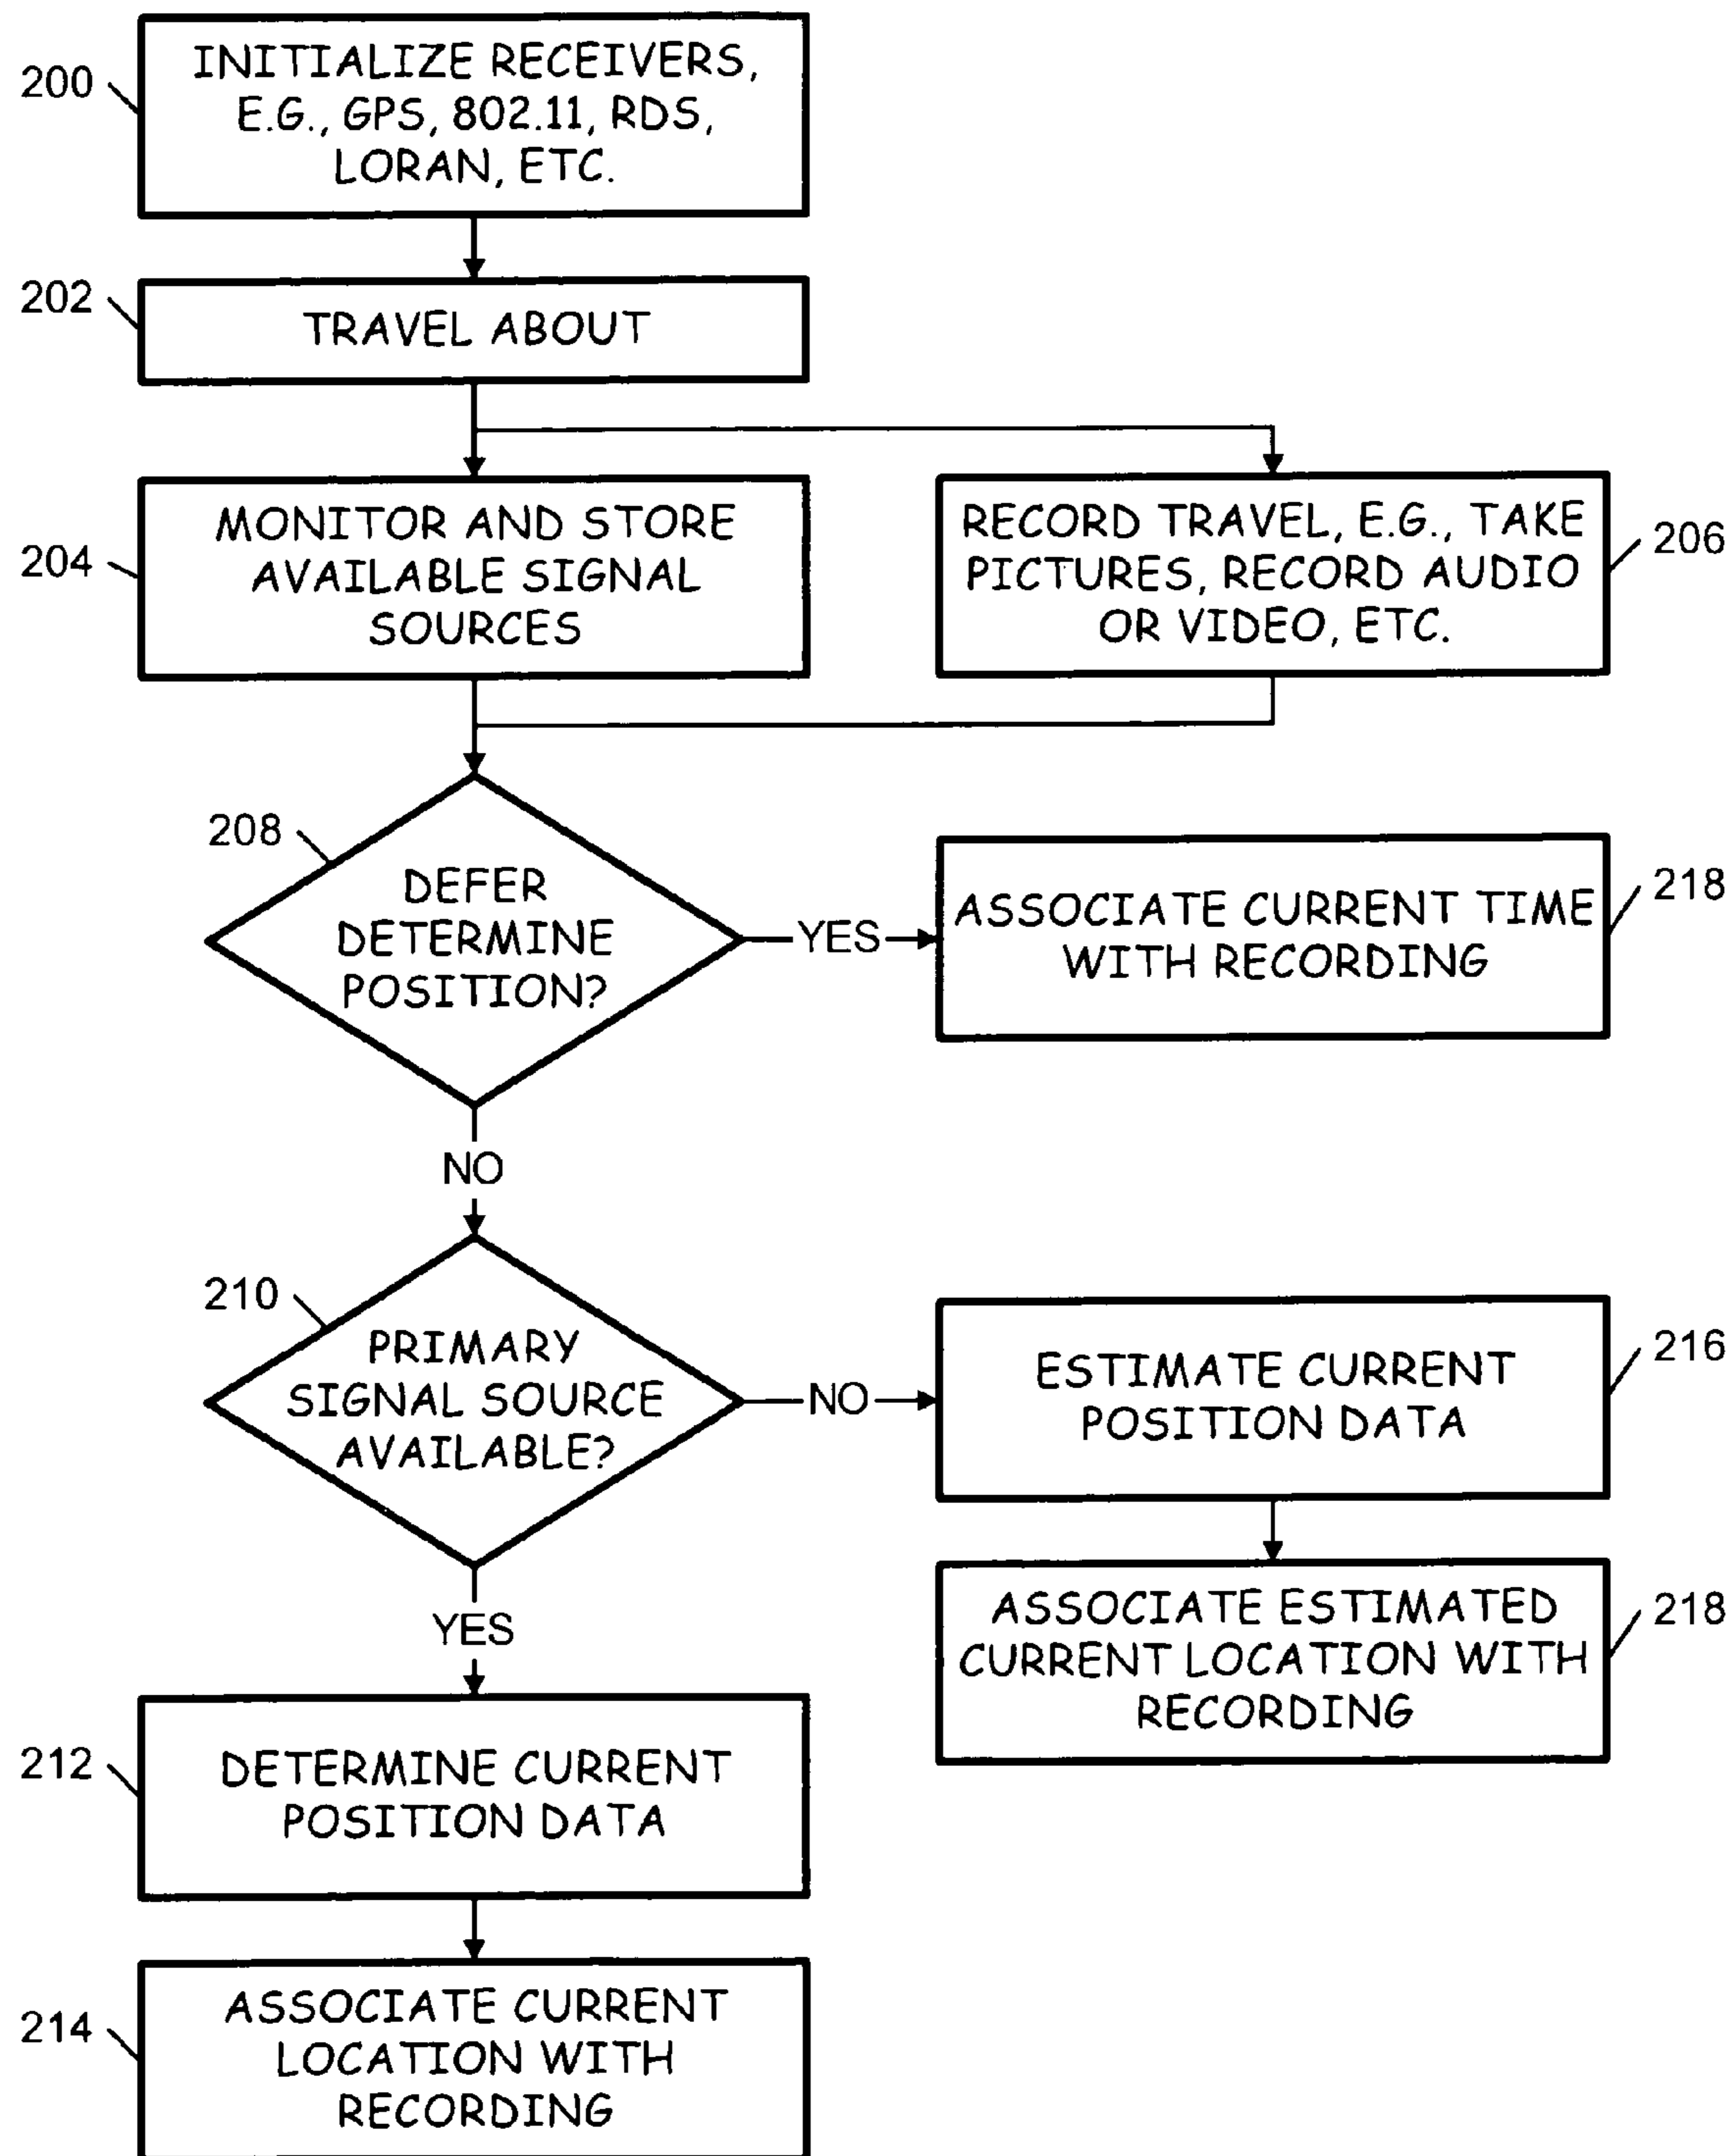 200
INITIALIZE RECEIVERS,
E.G., GPS, 802.11, RDS,
LORAN, ETC.
202
TRAVEL ABOUT
204
MONITOR AND STORE
AVAILABLE SIGNAL
SOURCES
RECORD TRAVEL, E.G., TAKE
PICTURES, RECORD AUDIO
OR VIDEO, ETC.
206
208
DEFER
DETERMINE
POSITION?
YES
ASSOCIATE CURRENT TIME
WITH RECORDING
218
NO
210
PRIMARY
SIGNAL SOURCE
AVAILABLE?
NO
ESTIMATE CURRENT
POSITION DATA
216
ASSOCIATE ESTIMATED
CURRENT LOCATION WITH
RECORDING
218
YES
212
DETERMINE CURRENT
POSITION DATA
214
ASSOCIATE CURRENT
LOCATION WITH
RECORDING